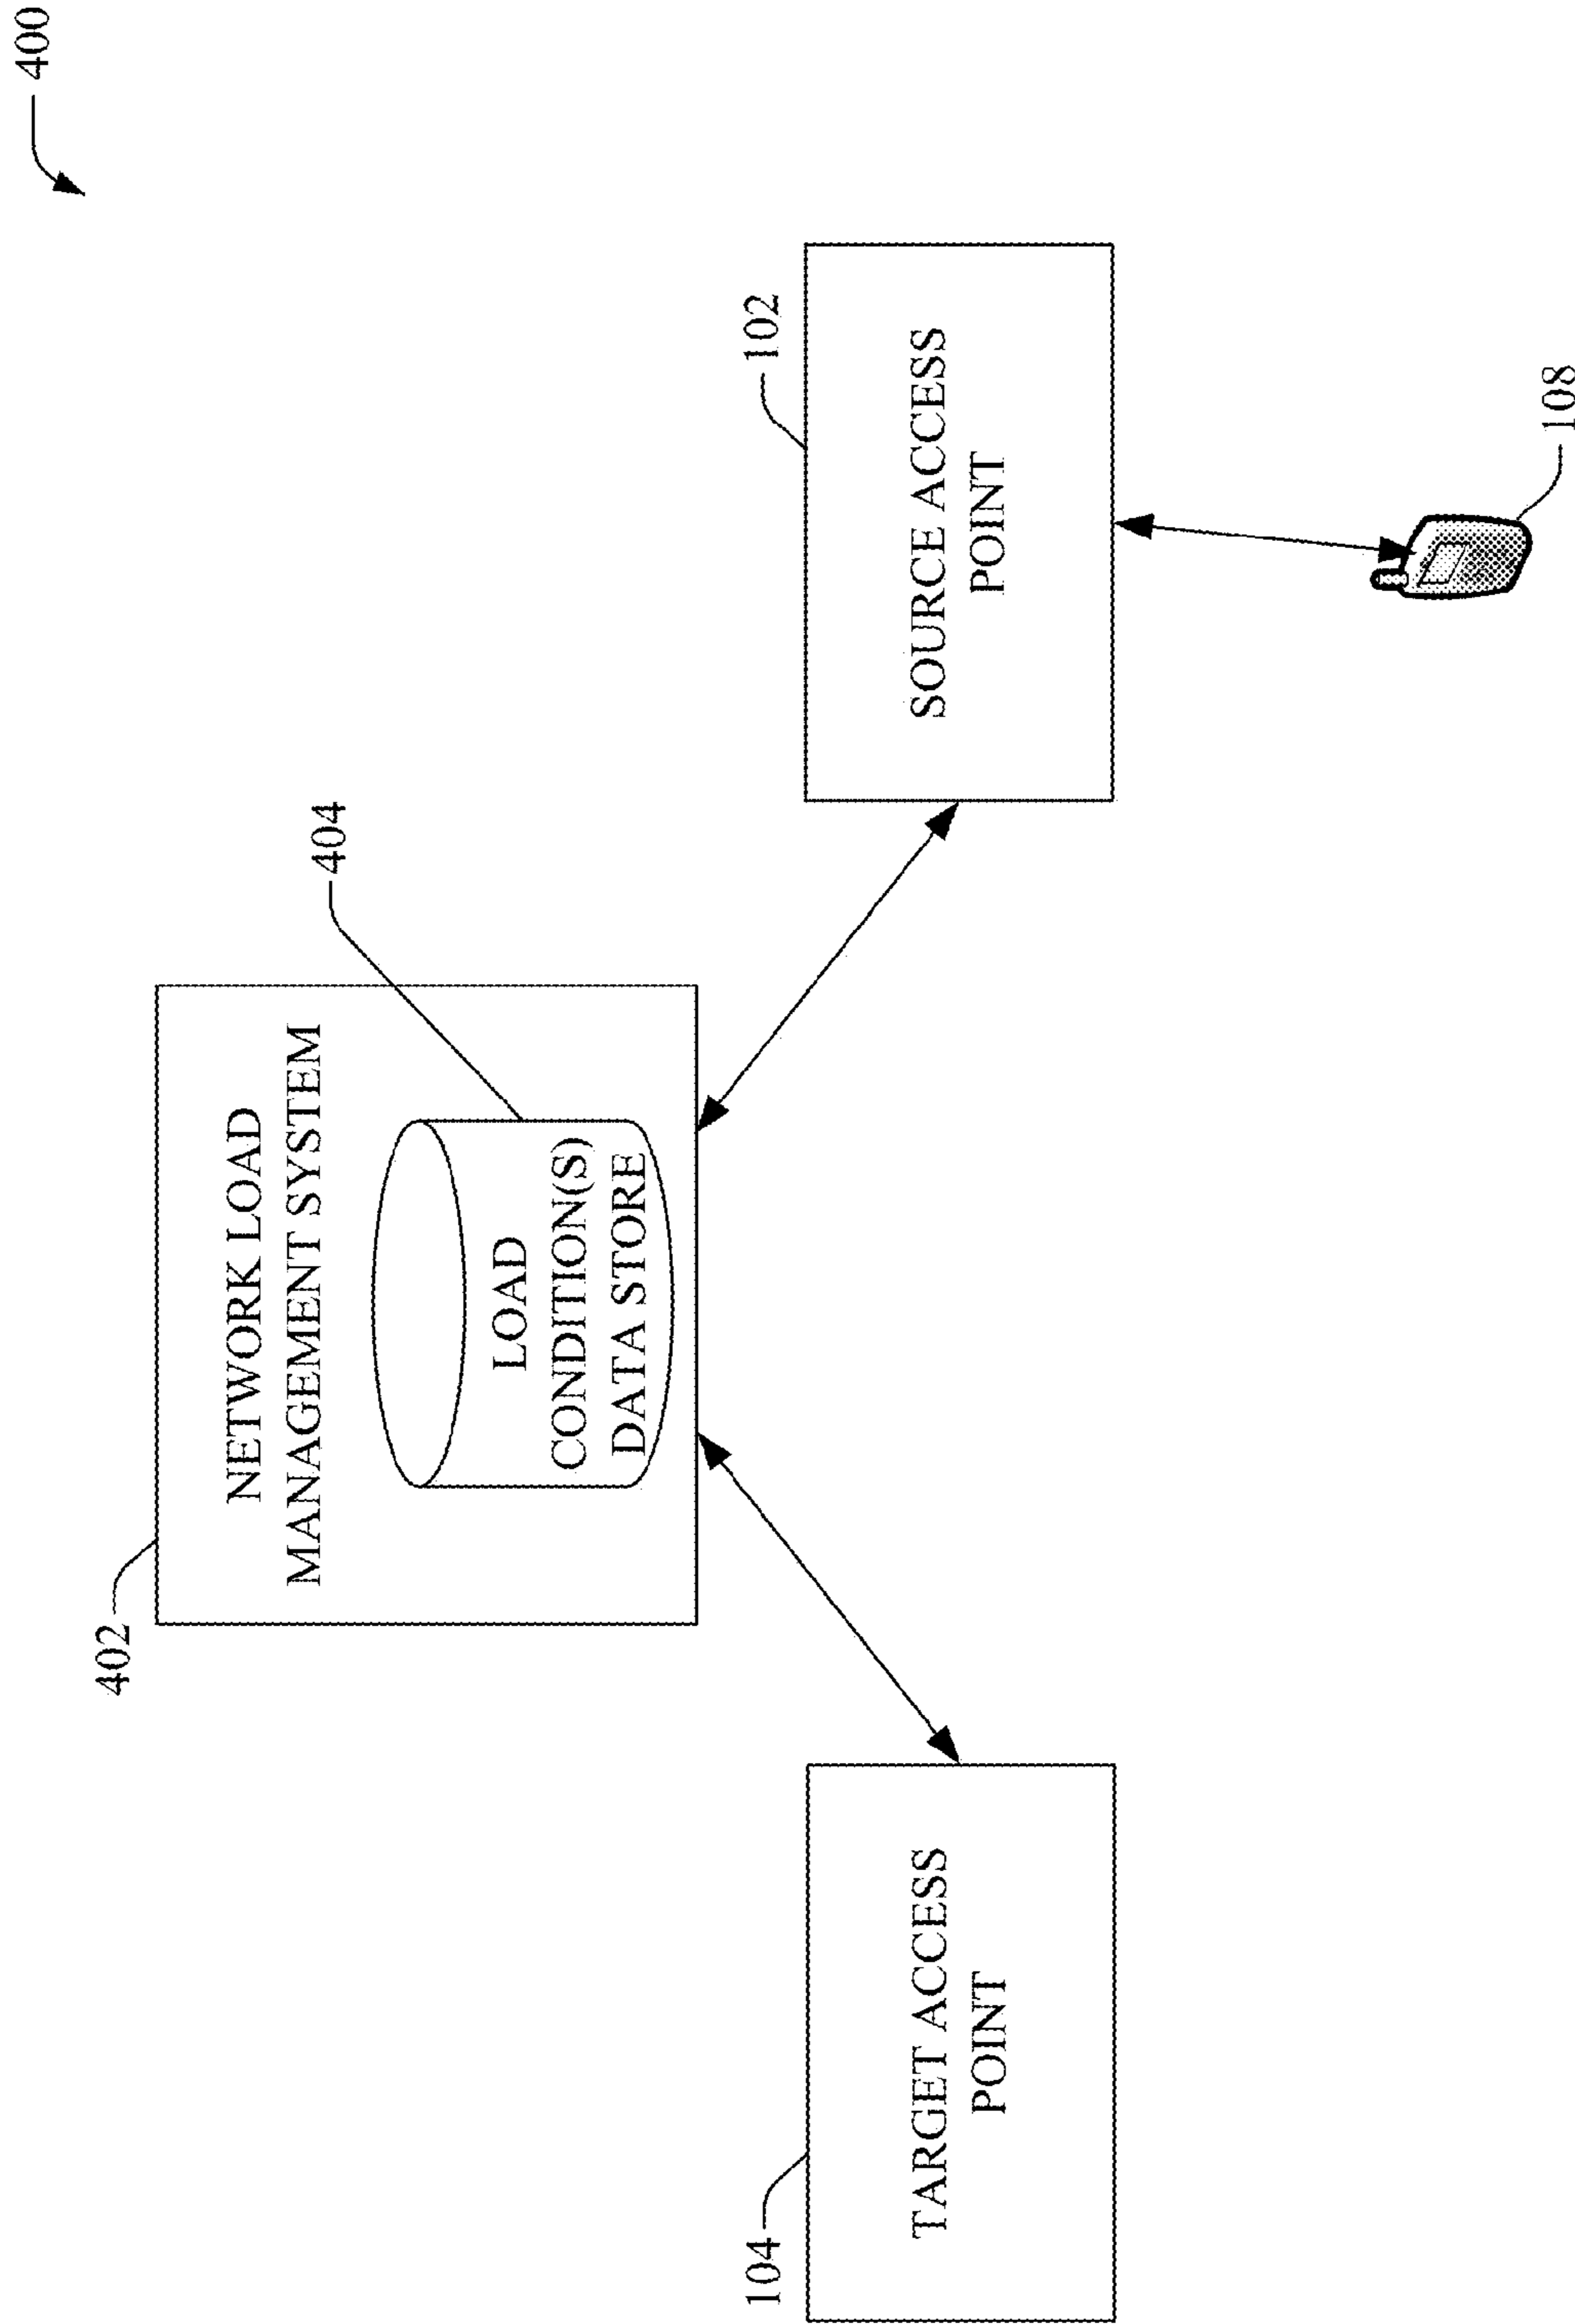 400
402
NETWORK LOAD
MANAGEMENT SYSTEM
404
LOAD
CONDITION(S)
DATA STORE
104
TARGET ACCESS
POINT
102
SOURCE ACCESS
POINT
108